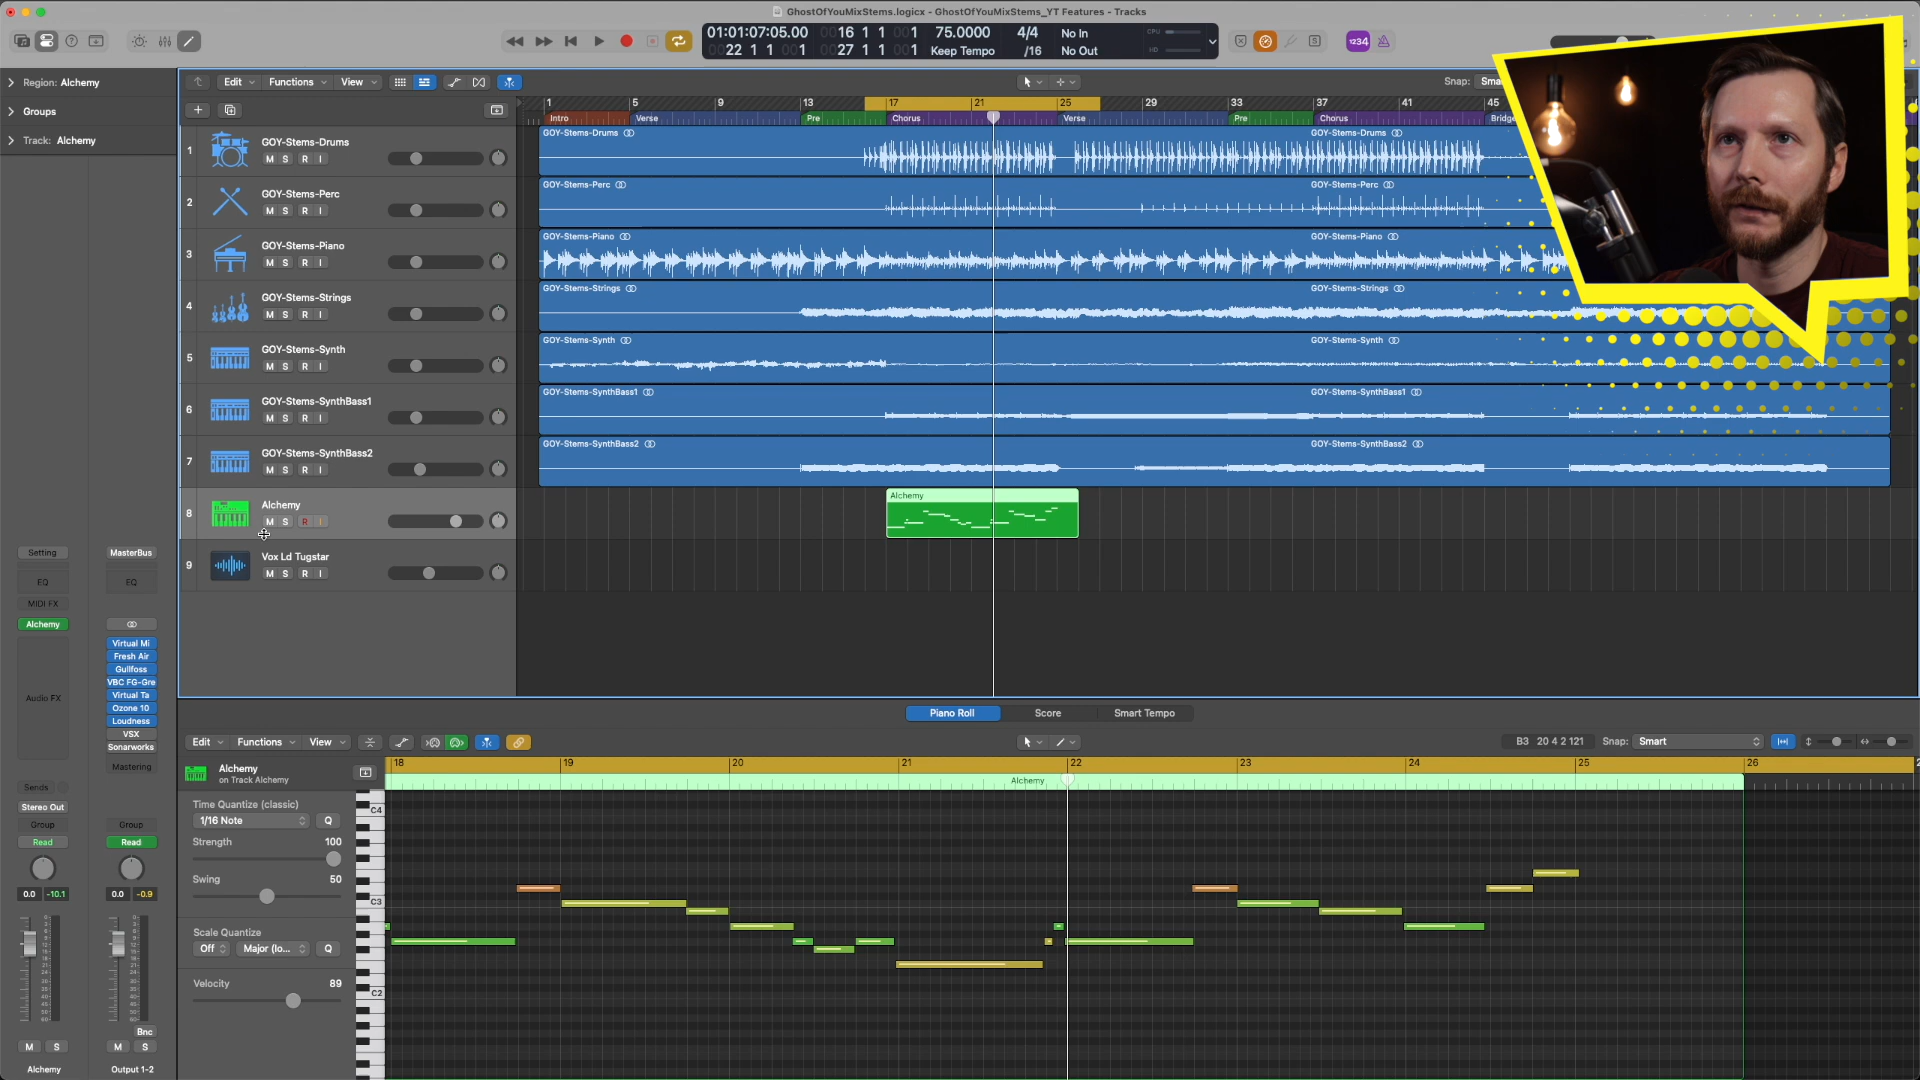 GhostOfYouMixStems.logicx - GhostOfYouMixStems_YT Features - Tracks
01:01:07:05.00 0016 1 1 001 75.0000 4/4 No In
0022 1 1 001 0027 1 1 001 Keep Tempo /16 No Out
CPU
HD
1234
Region: Alchemy
Groups
Track: Alchemy
Edit Functions View
Snap: Sma
1 5 9 13 17 21 25 29 33 37 41 45
Intro Verse Pre Chorus Verse Pre Chorus Bridg
1 GOY-Stems-Drums
M S R I
GOY-Stems-Drums GOY-Stems-Drums
2 GOY-Stems-Perc
M S R I
GOY-Stems-Perc GOY-Stems-Perc
3 GOY-Stems-Piano
M S R I
GOY-Stems-Piano GOY-Stems-Piano
4 GOY-Stems-Strings
M S R I
GOY-Stems-Strings GOY-Stems-Strings
5 GOY-Stems-Synth
M S R I
GOY-Stems-Synth GOY-Stems-Synth
6 GOY-Stems-SynthBass1
M S R I
GOY-Stems-SynthBass1 GOY-Stems-SynthBass1
7 GOY-Stems-SynthBass2
M S R I
GOY-Stems-SynthBass2 GOY-Stems-SynthBass2
8 Alchemy
M S R I
Alchemy
9 Vox Ld Tugstar
M S R I
Setting MasterBus
EQ EQ
MIDI FX
Alchemy
Virtual Mi
Fresh Air
Gullfoss
VBC FG-Gre
Virtual Ta
Audio FX
Ozone 10
Loudness
VSX
Sonarworks
Mastering
Sends
Stereo Out
Group Group
Read Read
0.0 -10.1 0.0 -0.9
Bnc
M S M S
Alchemy Output 1-2
Piano Roll Score Smart Tempo
Edit Functions View
B3 20 4 2 121 Snap: Smart
Alchemy
on Track Alchemy
18 19 20 21 22 23 24 25 26
Alchemy
Time Quantize (classic)
1/16 Note Q
Strength 100
Swing 50
Scale Quantize
Off Major (lo... Q
Velocity 89
C4
C3
C2